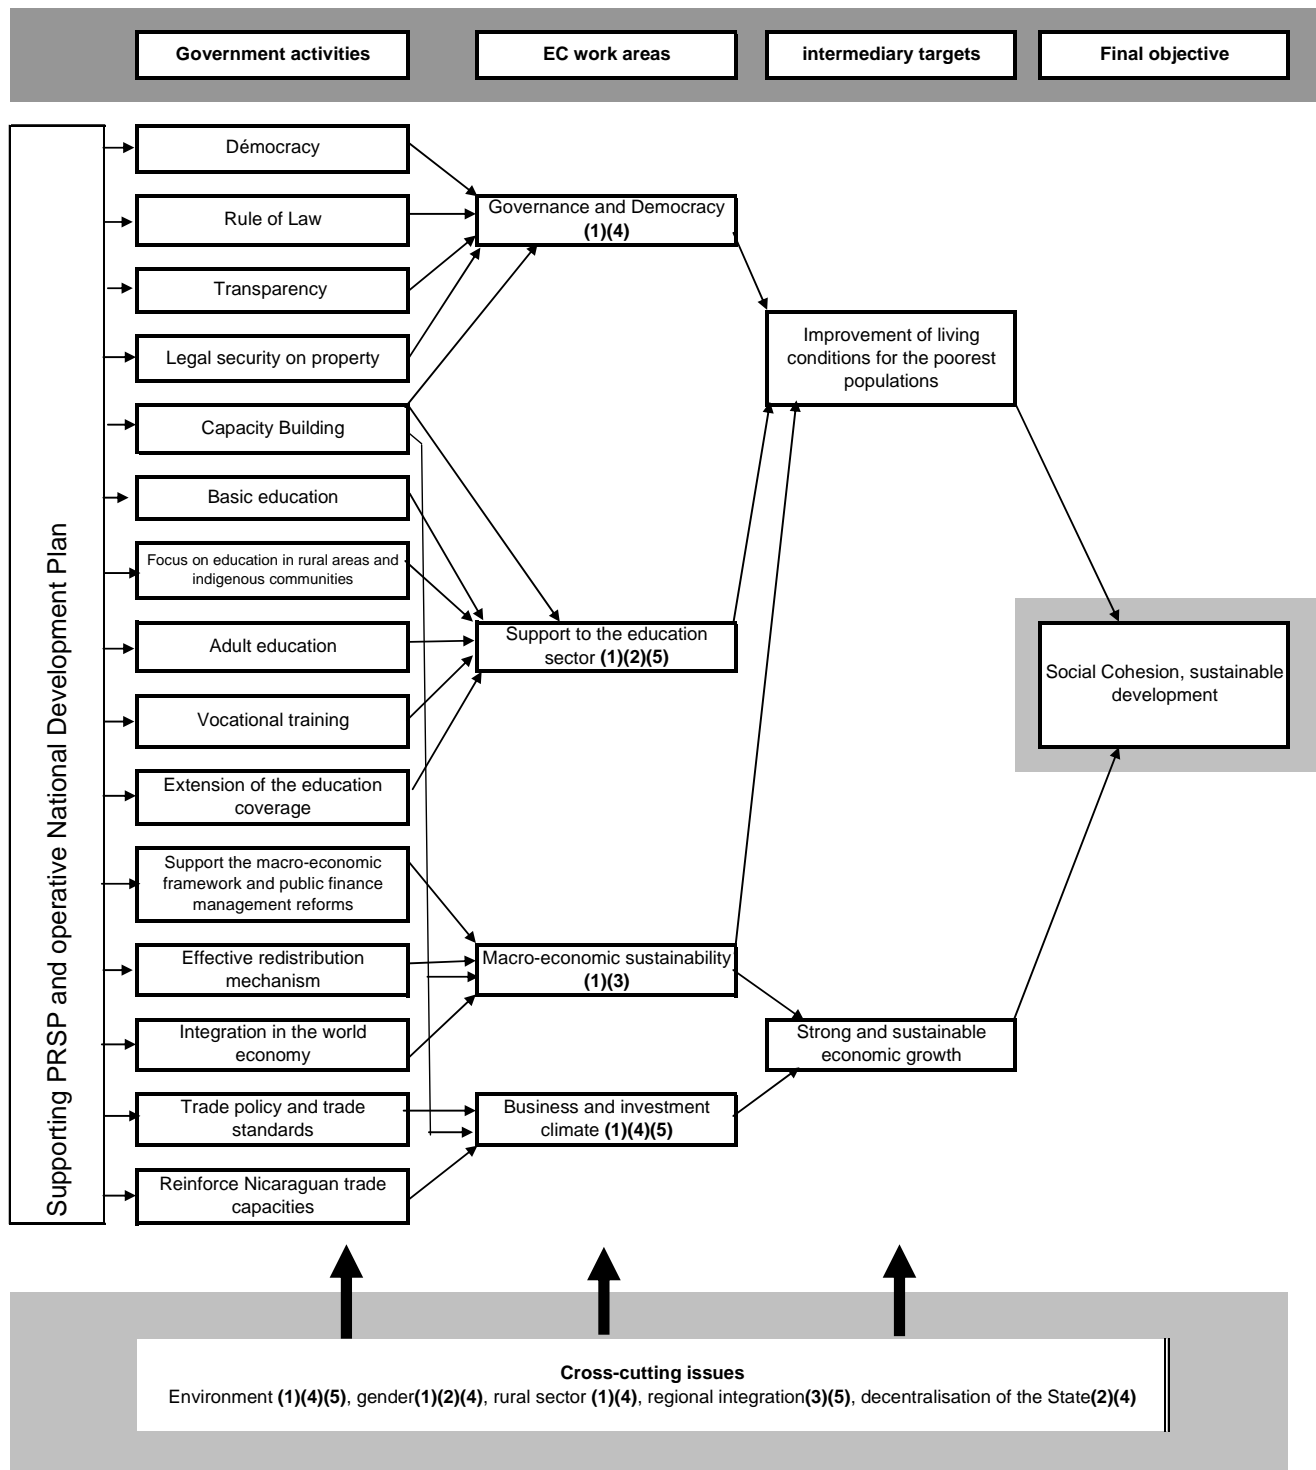 Government activities
EC work areas
intermediary targets
Final objective
Supporting PRSP and operative National Development Plan
Démocracy
Rule of Law
Transparency
Legal security on property
Capacity Building
Basic education
Focus on education in rural areas and
indigenous communities
Adult education
Vocational training
Extension of the education
coverage
Support the macro-economic
framework and public finance
management reforms
Effective redistribution
mechanism
Integration in the world
economy
Trade policy and trade
standards
Reinforce Nicaraguan trade
capacities
Governance and Democracy
(1)(4)
Support to the education
sector (1)(2)(5)
Macro-economic sustainability
(1)(3)
Business and investment
climate (1)(4)(5)
Improvement of living
conditions for the poorest
populations
Strong and sustainable
economic growth
Social Cohesion, sustainable
development
Cross-cutting issues
Environment (1)(4)(5), gender(1)(2)(4), rural sector (1)(4), regional integration(3)(5), decentralisation of the State(2)(4)